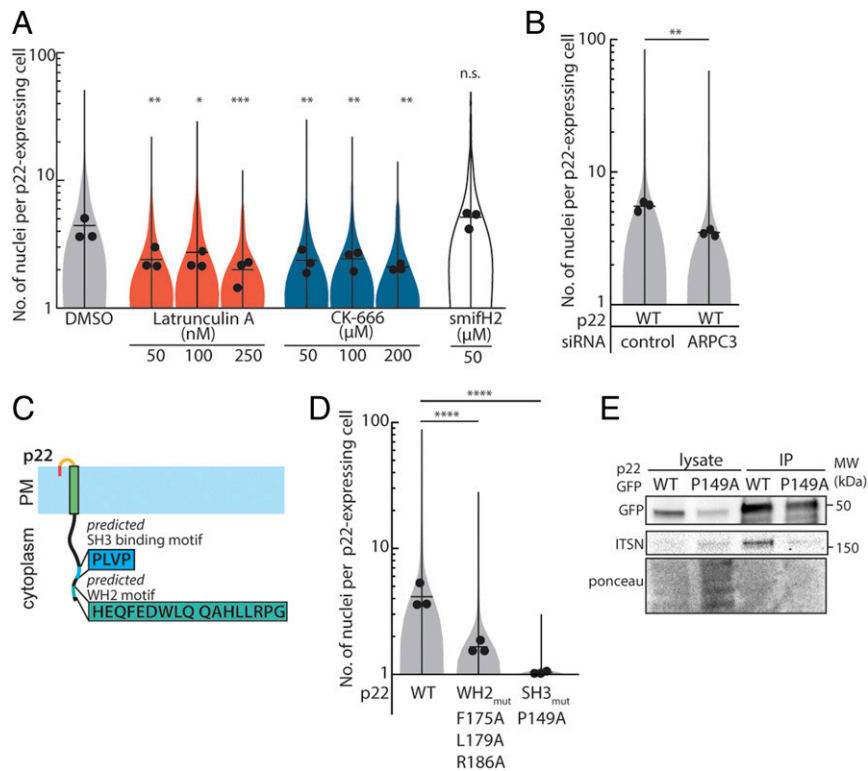 A
No. of nuclei per p22-expressing cell
100
10
1
** * *** ** ** ** n.s.
DMSO Latrunculin A (nM) CK-666 (μM) smifH2 (μM)
50 100 250 50 100 200 50
B
No. of nuclei per p22-expressing cell
100
10
1
**
p22 WT WT
siRNA control ARPC3
C
p22
PM
cytoplasm
predicted
SH3 binding motif
PLVP
predicted
WH2 motif
HEQFEDWLQ QAHLLRPG
D
No. of nuclei per p22-expressing cell
100
10
1
****
****
p22 WT WH2mut SH3mut
F175A P149A
L179A
R186A
E
p22 lysate IP MW
GFP WT P149A WT P149A (kDa)
GFP 50
ITSN 150
ponceau